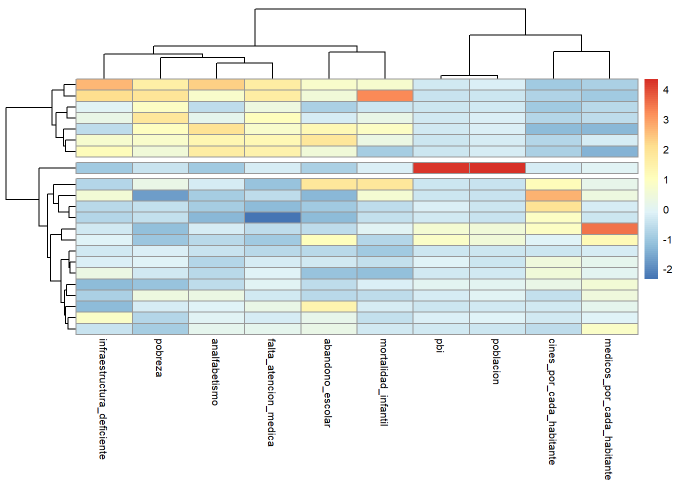 4
3
2
1
0
-1
-2
infraestructura_deficiente
pobreza
analfabetismo
falta_atencion_medica
abandono_escolar
mortalidad_infantil
pbi
poblacion
cines_por_cada_habitante
medicos_por_cada_habitante